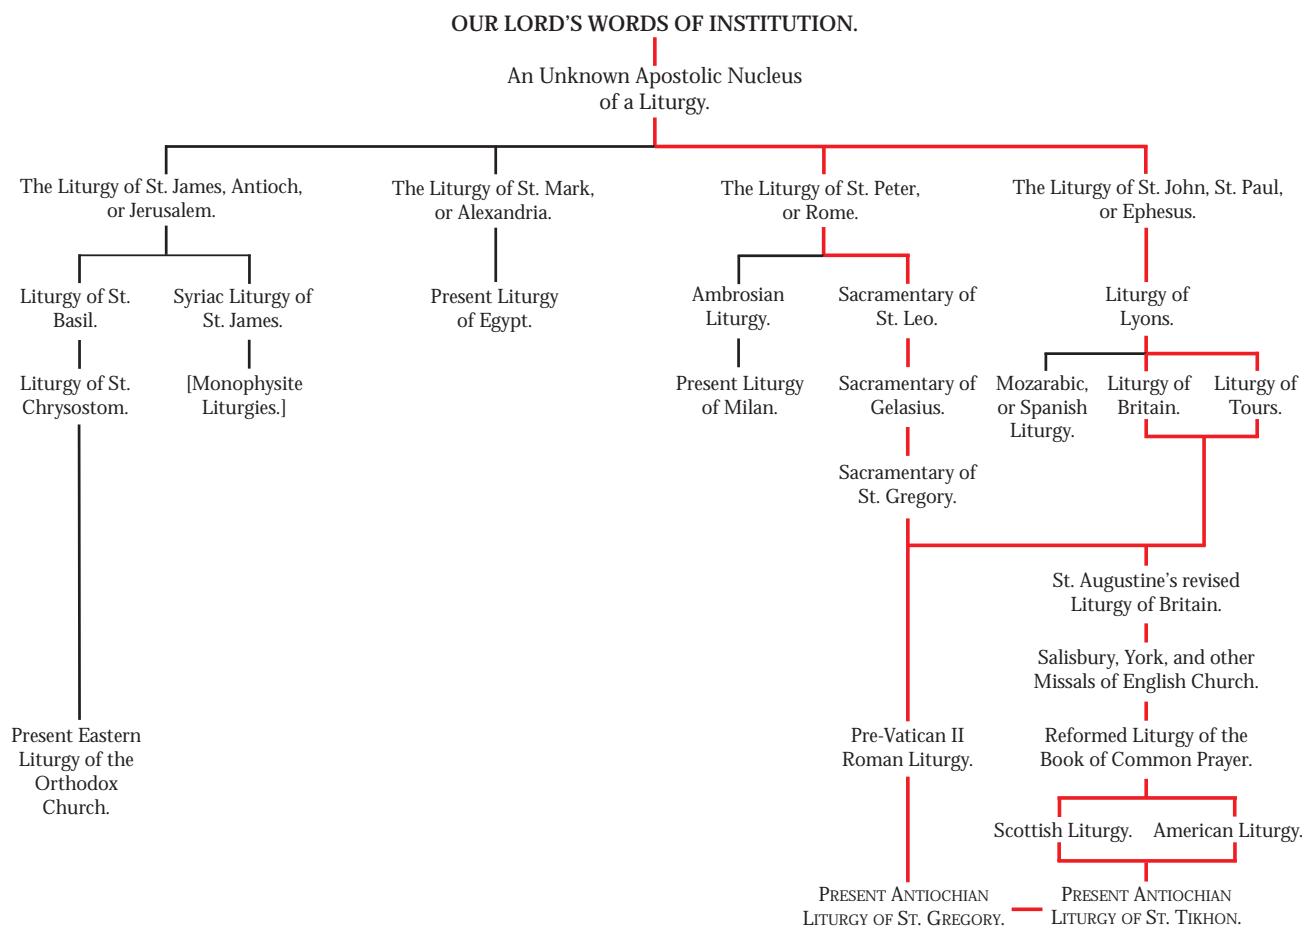 OUR LORD’S WORDS OF INSTITUTION.
An Unknown Apostolic Nucleus
of a Liturgy.
The Liturgy of St. James, Antioch,
or Jerusalem.
The Liturgy of St. Mark,
or Alexandria.
The Liturgy of St. Peter,
or Rome.
The Liturgy of St. John, St. Paul,
or Ephesus.
Liturgy of St.
Basil.
Syriac Liturgy of
St. James.
Present Liturgy
of Egypt.
Ambrosian
Liturgy.
Sacramentary of
St. Leo.
Liturgy of
Lyons.
Liturgy of St.
Chrysostom.
[Monophysite
Liturgies.]
Present Liturgy
of Milan.
Sacramentary of
Gelasius.
Mozarabic,
or Spanish
Liturgy.
Liturgy of
Britain.
Liturgy of
Tours.
Sacramentary of
St. Gregory.
St. Augustine’s revised
Liturgy of Britain.
Salisbury, York, and other
Missals of English Church.
Present Eastern
Liturgy of the
Orthodox
Church.
Pre-Vatican II
Roman Liturgy.
Reformed Liturgy of the
Book of Common Prayer.
Scottish Liturgy.
American Liturgy.
PRESENT ANTIOCHIAN
LITURGY OF ST. GREGORY.
PRESENT ANTIOCHIAN
LITURGY OF ST. TIKHON.